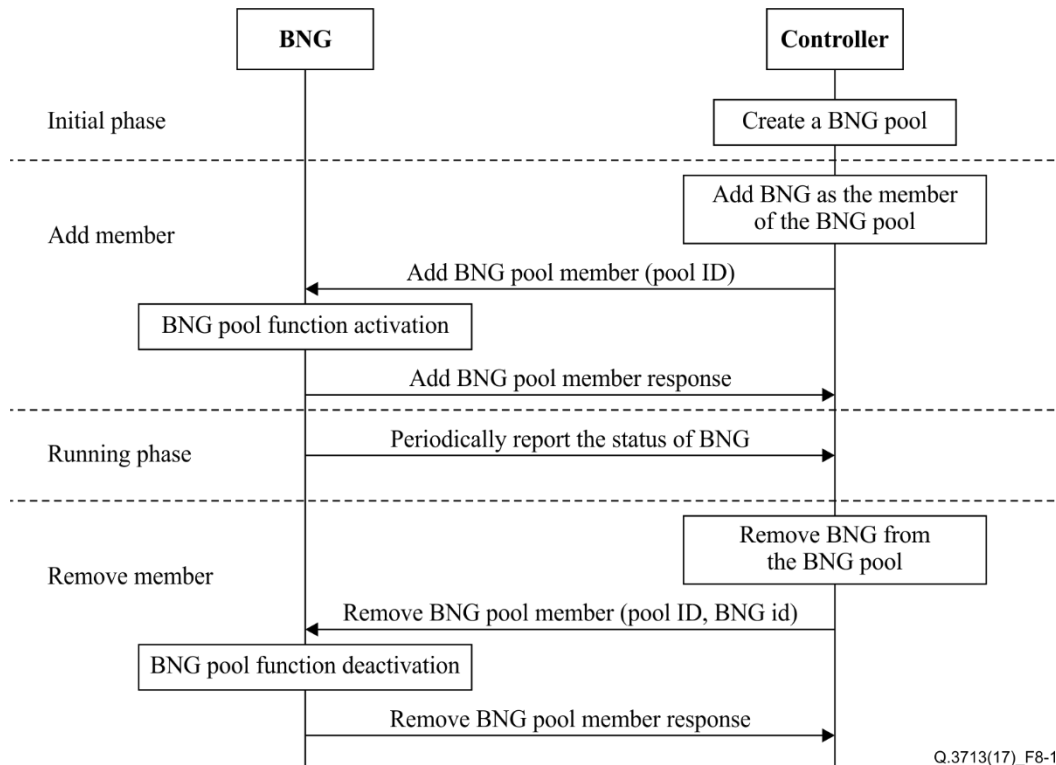 BNG
Controller
Initial phase
Create a BNG pool
Add BNG as the member
of the BNG pool
Add member
Add BNG pool member (pool ID)
BNG pool function activation
Add BNG pool member response
Running phase
Periodically report the status of BNG
Remove BNG from
the BNG pool
Remove member
Remove BNG pool member (pool ID, BNG id)
BNG pool function deactivation
Remove BNG pool member response
Q.3713(17)_F8-1